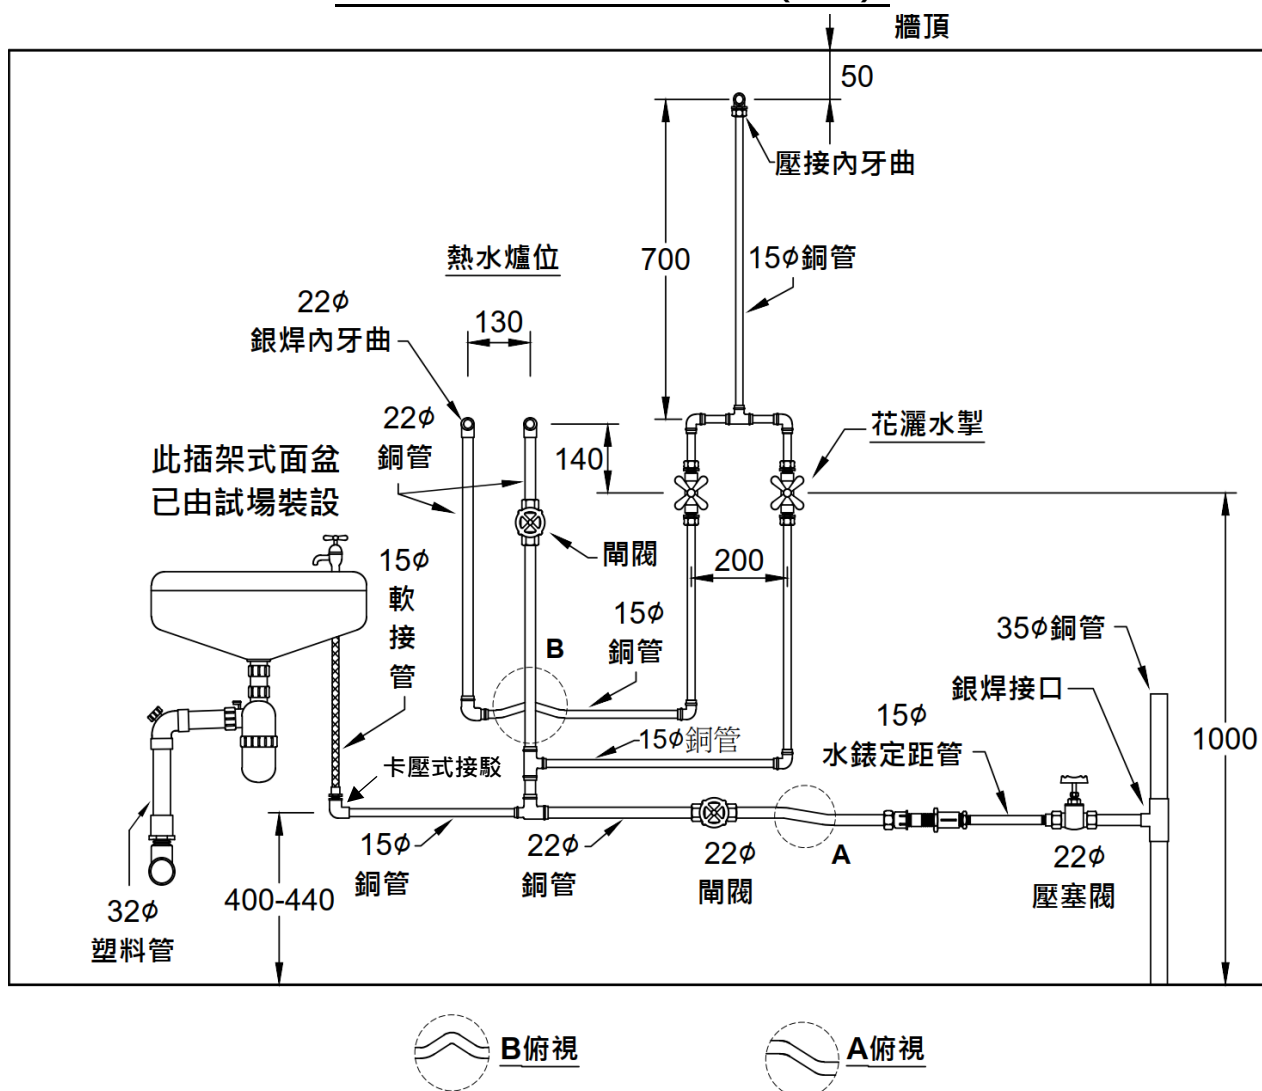 牆頂
50
壓接內牙曲
700
15φ銅管
熱水爐位
22φ
銀焊內牙曲
130
22φ
銅管
140
花灑水掣
此插架式面盆
已由試場裝設
閘閥
200
15φ
軟
接
管
15φ
銅管
B
35φ銅管
銀焊接口
15φ
水錶定距管
1000
15φ銅管
卡壓式接駁
15φ
銅管
22φ
銅管
22φ
閘閥
A
22φ
壓塞閥
400-440
32φ
塑料管
B俯視
A俯視